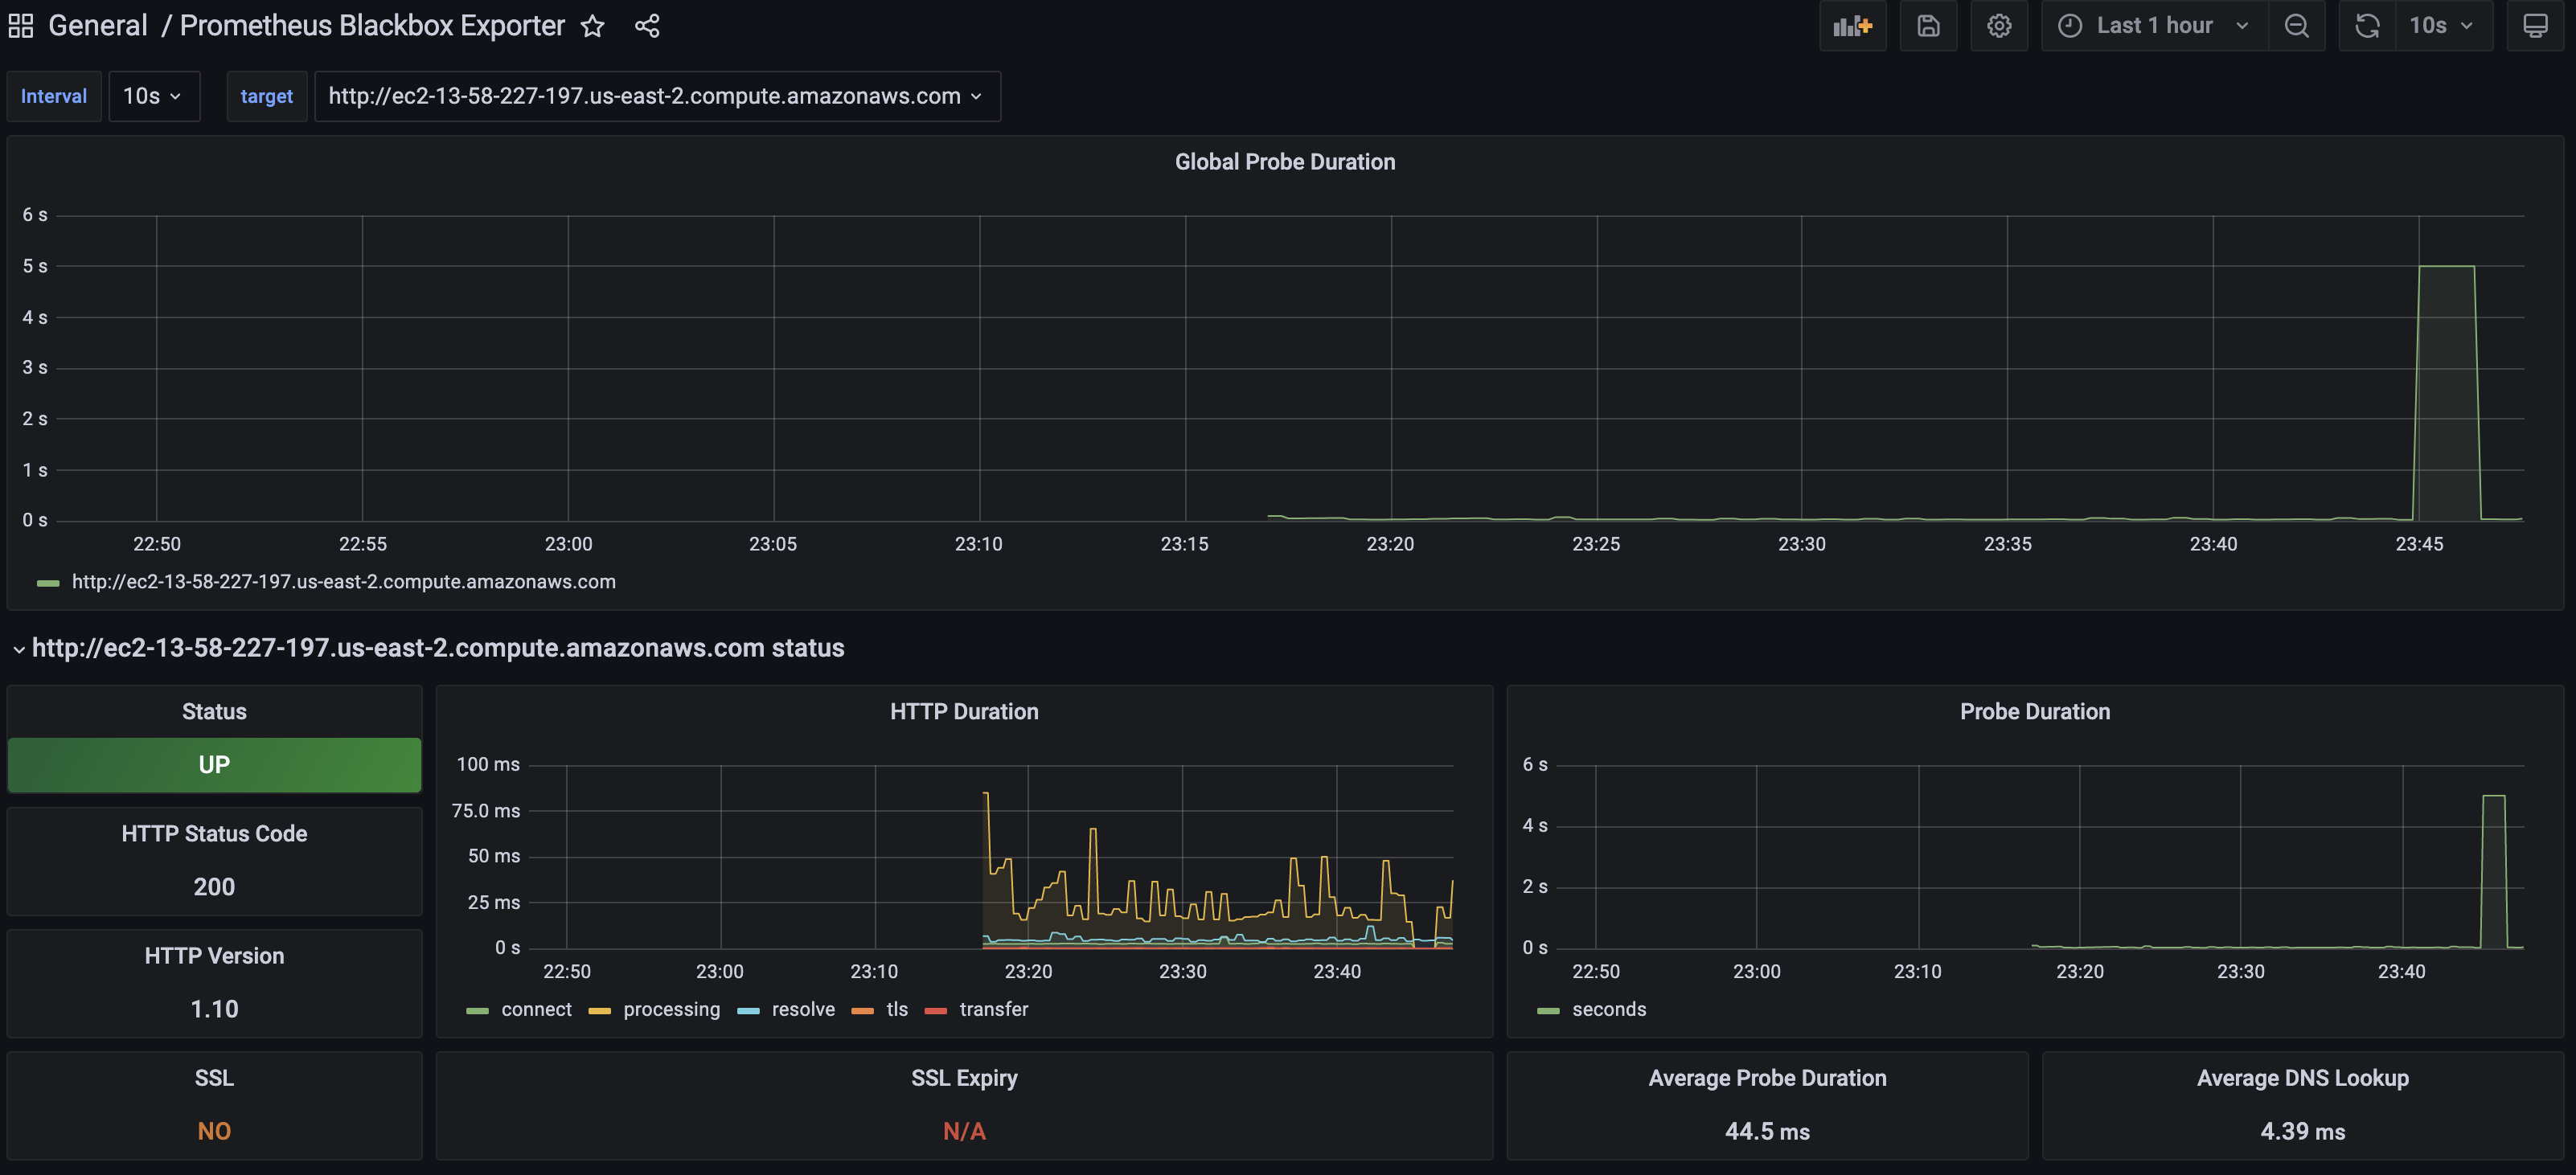 General / Prometheus Blackbox Exporter
Last 1 hour
10s
Interval
10s
target
http://ec2-13-58-227-197.us-east-2.compute.amazonaws.com
Global Probe Duration
6 s
5 s
4 s
3 s
2 s
1 s
0 s
22:50 22:55 23:00 23:05 23:10 23:15 23:20 23:25 23:30 23:35 23:40 23:45
http://ec2-13-58-227-197.us-east-2.compute.amazonaws.com
http://ec2-13-58-227-197.us-east-2.compute.amazonaws.com status
Status
UP
HTTP Status Code
200
HTTP Version
1.10
SSL
NO
HTTP Duration
100 ms
75.0 ms
50 ms
25 ms
0 s
22:50 23:00 23:10 23:20 23:30 23:40
connect processing resolve tls transfer
Probe Duration
6 s
4 s
2 s
0 s
22:50 23:00 23:10 23:20 23:30 23:40
seconds
SSL Expiry
N/A
Average Probe Duration
44.5 ms
Average DNS Lookup
4.39 ms